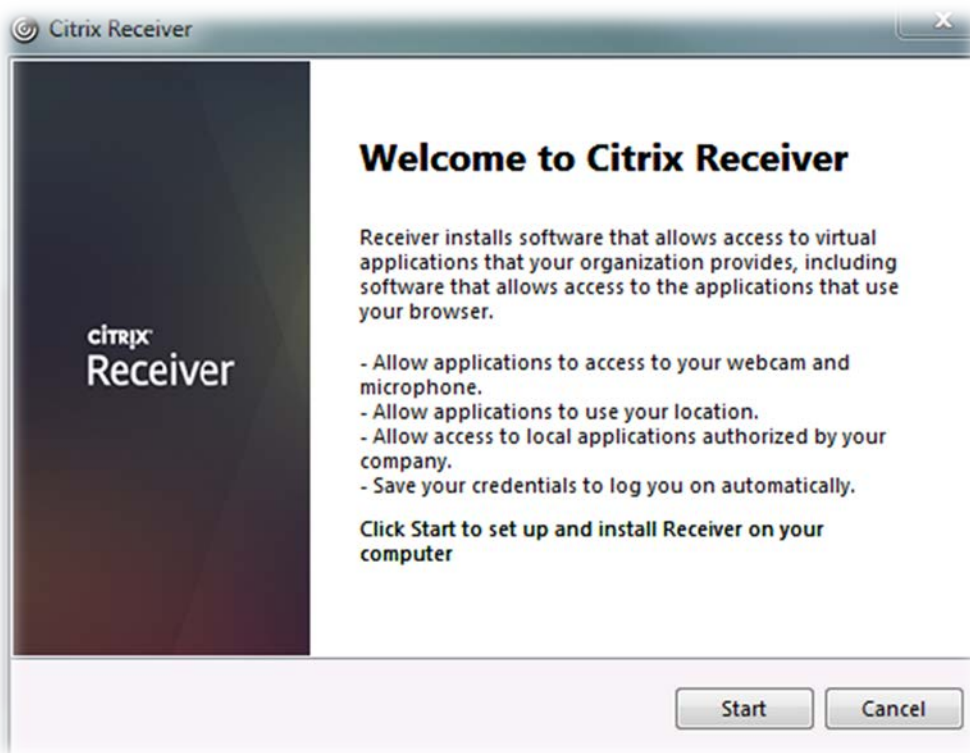 Citrix Receiver
CITRIX
Receiver
Welcome to Citrix Receiver
Receiver installs software that allows access to virtual
applications that your organization provides, including
software that allows access to the applications that use
your browser.
- Allow applications to access to your webcam and
microphone.
- Allow applications to use your location.
- Allow access to local applications authorized by your
company.
- Save your credentials to log you on automatically.
Click Start to set up and install Receiver on your
computer
Start
Cancel